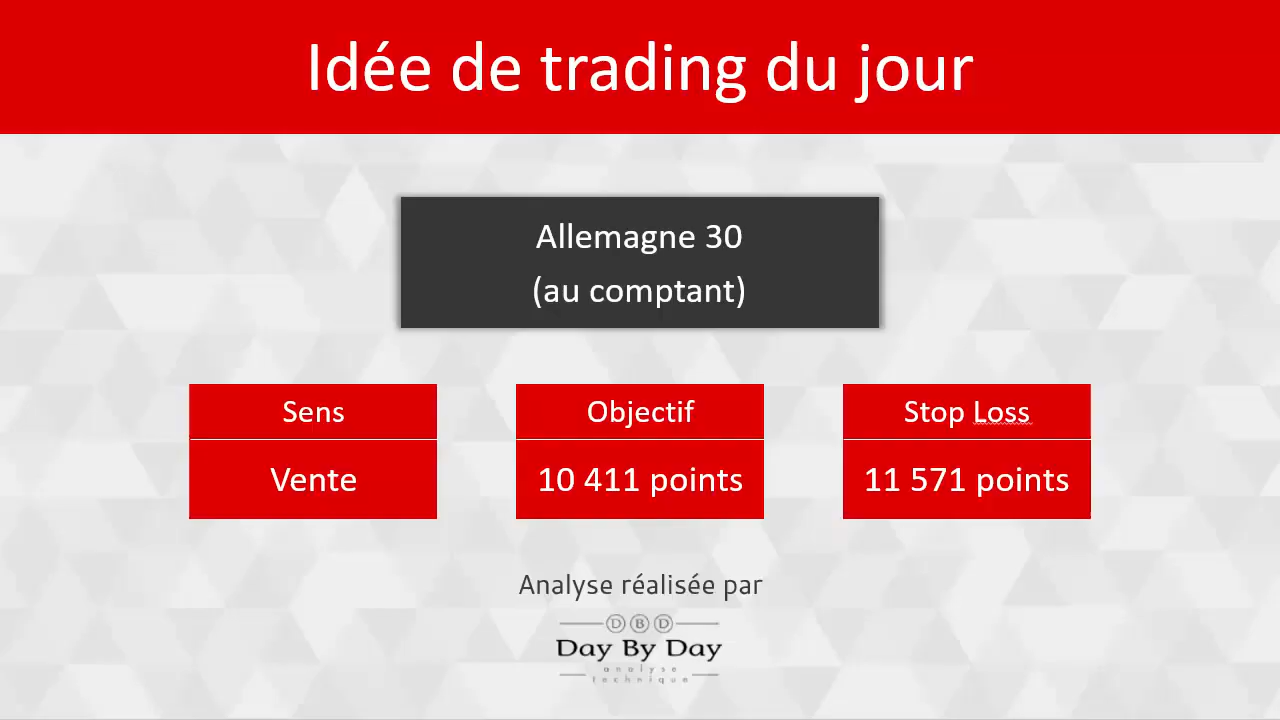 Idée de trading du jour
Allemagne 30
(au comptant)
Sens
Objectif
Stop Loss
Vente
10 411 points
11 571 points
Analyse réalisée par
D B D
Day By Day
analyse
technique